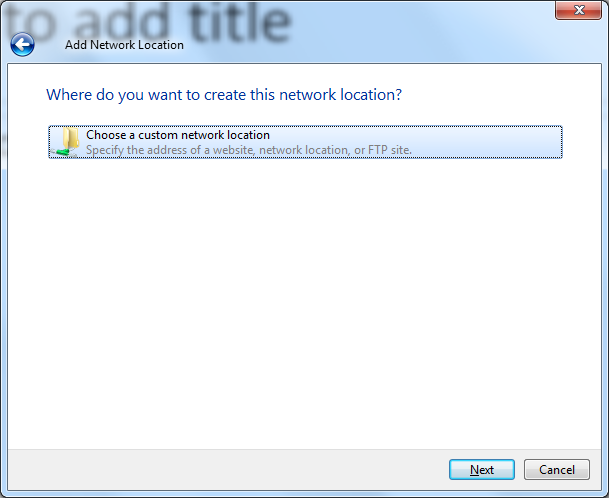 to add title
Add Network Location
Where do you want to create this network location?
Choose a custom network location
Specify the address of a website, network location, or FTP site.
Next
Cancel